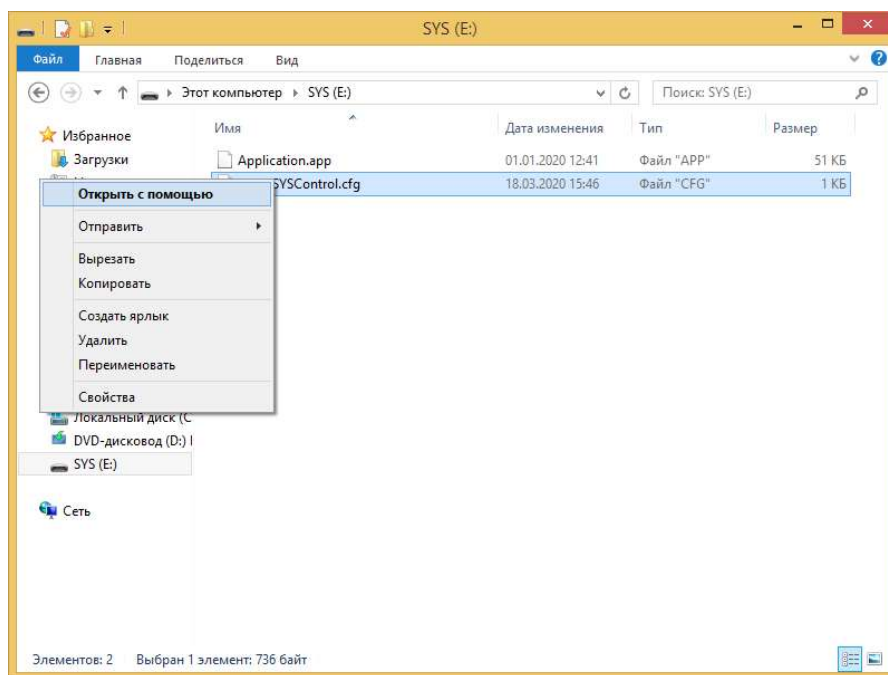 SYS (E:)
Файл Главная Поделиться Вид
Этот компьютер SYS (E:) Поиск: SYS (E:)
Избранное
Загрузки
Имя Дата изменения Тип Размер
Application.app 01.01.2020 12:41 Файл "APP" 51 КБ
SYSControl.cfg 18.03.2020 15:46 Файл "CFG" 1 КБ
Открыть с помощью
Отправить
Вырезать
Копировать
Создать ярлык
Удалить
Переименовать
Свойства
Локальный диск (C
DVD-дисковод (D:)
SYS (E:)
Сеть
Элементов: 2 Выбран 1 элемент: 736 байт